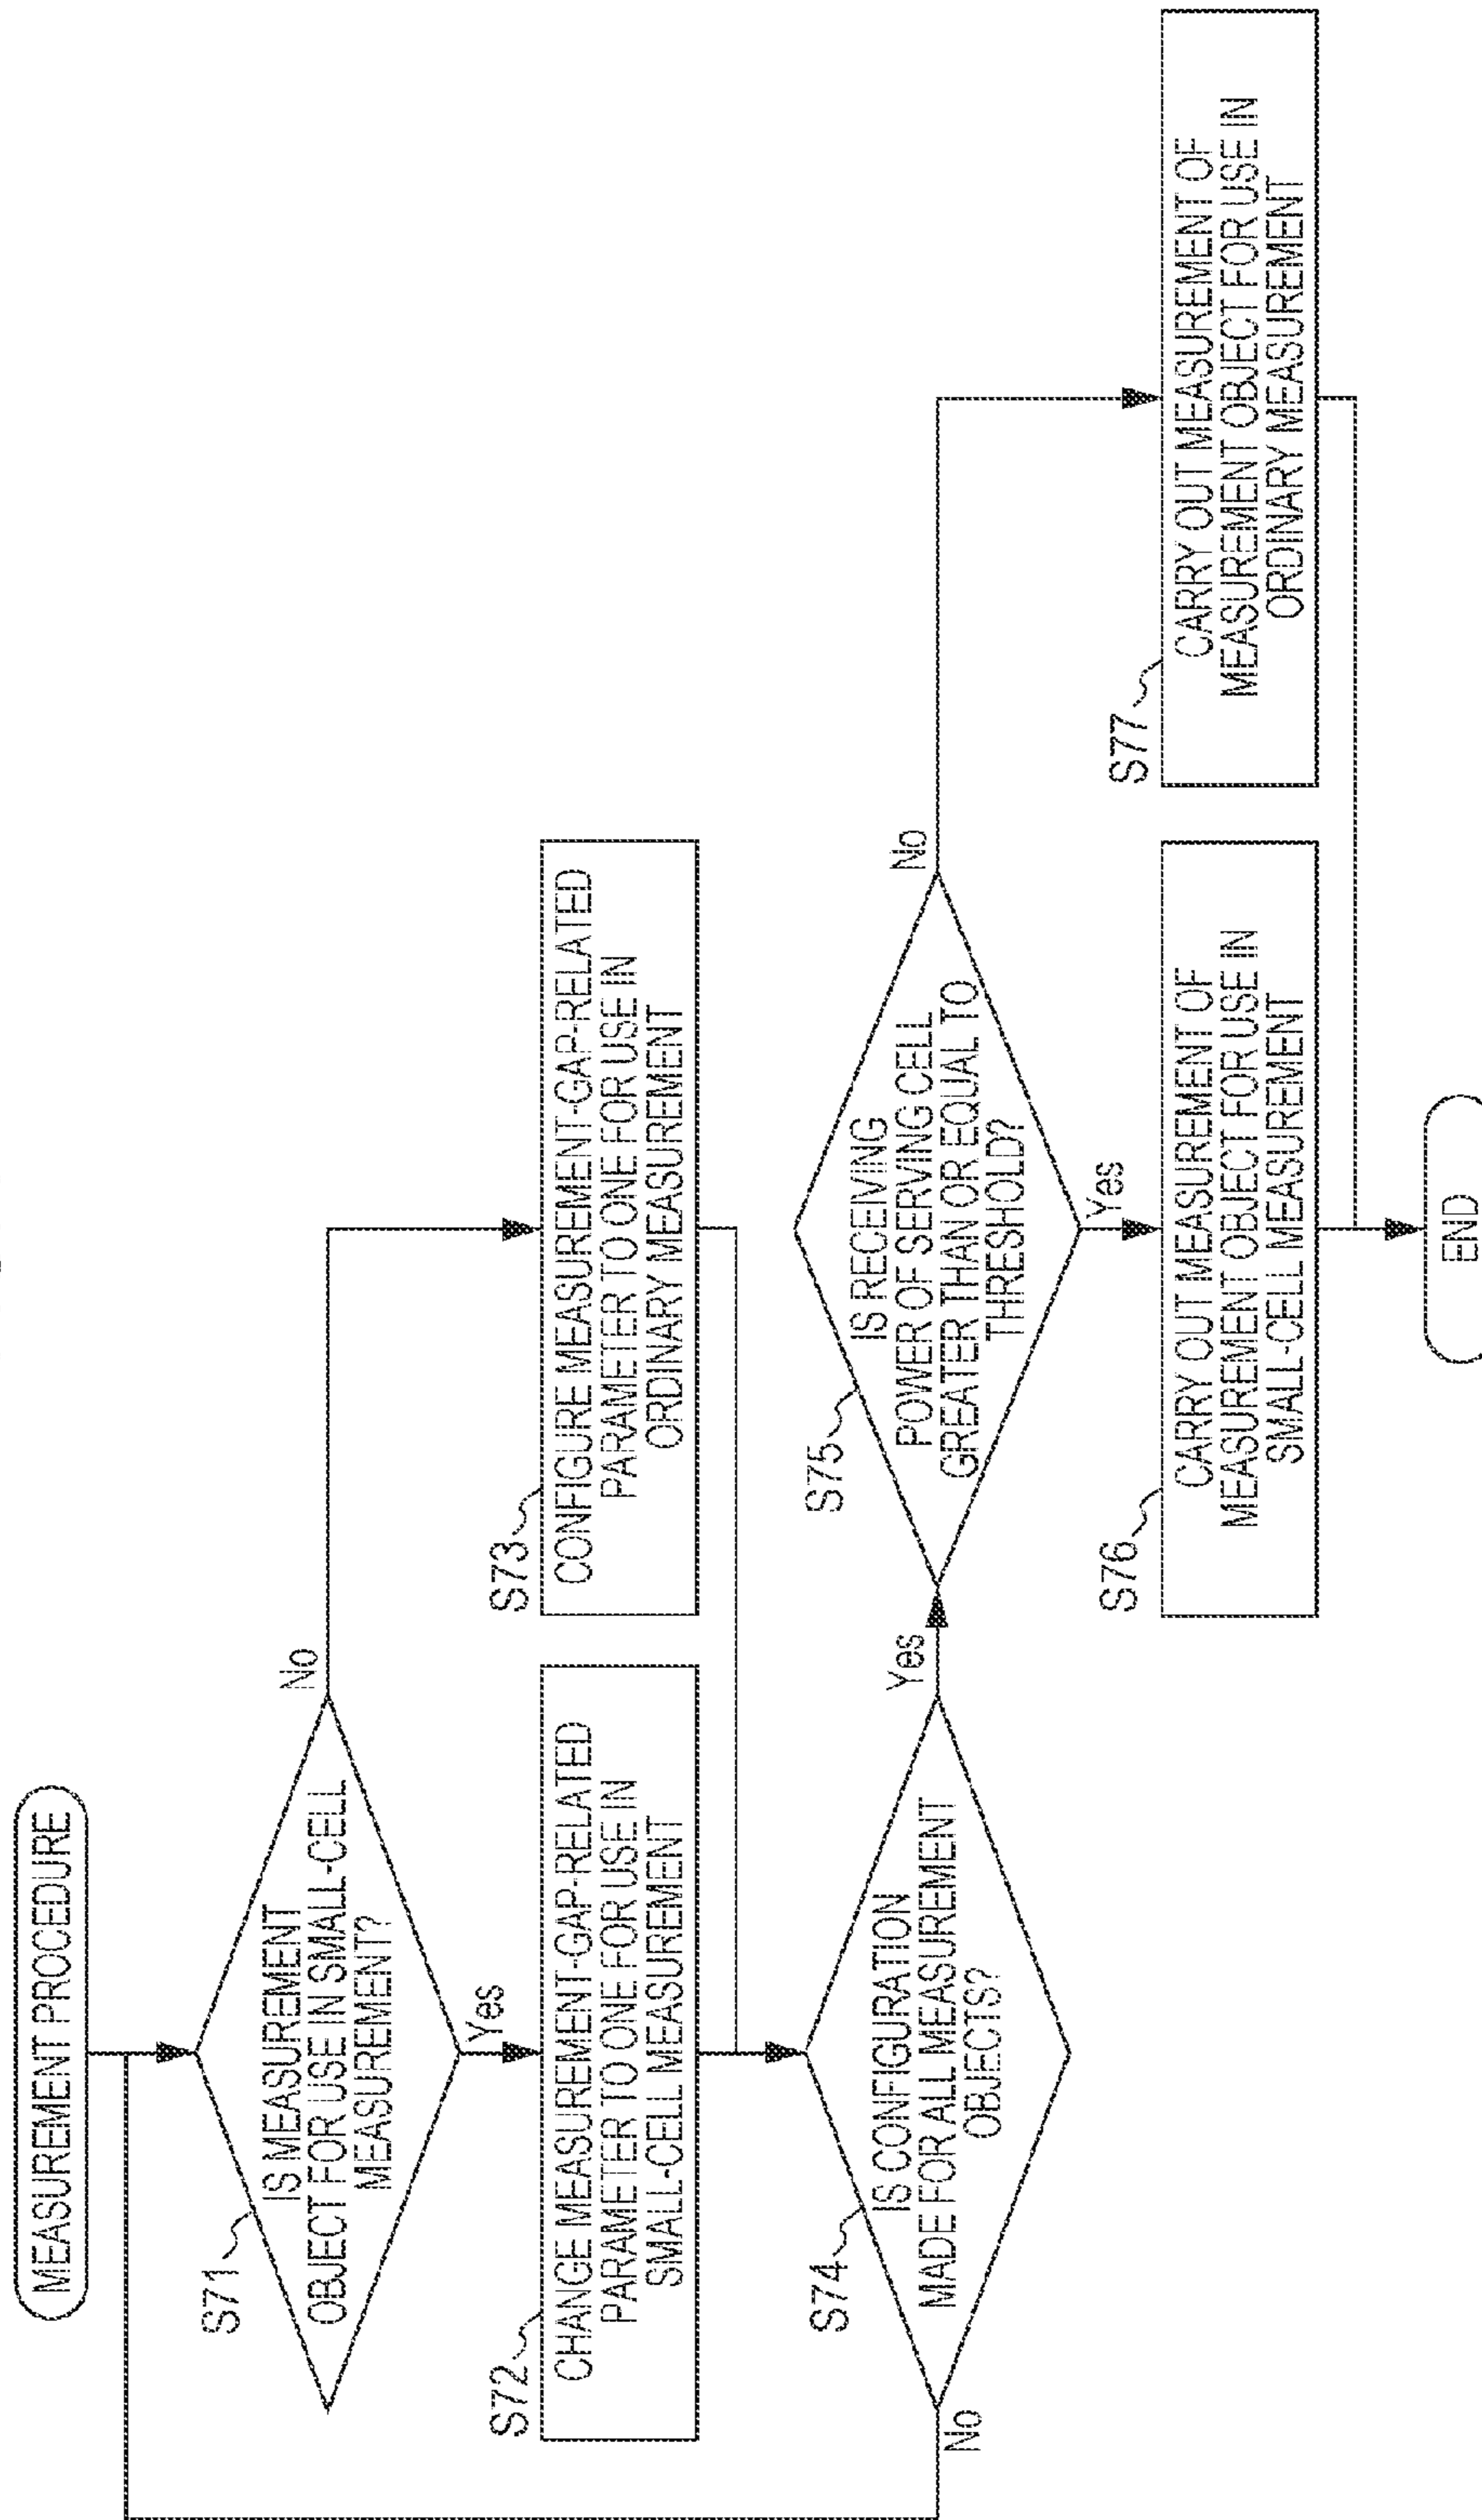 MEASUREMENT PROCEDURE
S71
IS MEASUREMENT
OBJECT FOR USE IN SMALL-CELL
MEASUREMENT?
No
Yes
S72
CHANGE MEASUREMENT-GAP-RELATED
PARAMETER TO ONE FOR USE IN
SMALL-CELL MEASUREMENT
S73
CONFIGURE MEASUREMENT-GAP-RELATED
PARAMETER TO ONE FOR USE IN
ORDINARY MEASUREMENT
S74
IS CONFIGURATION
MADE FOR ALL MEASUREMENT
OBJECTS?
No
Yes
S75
IS RECEIVING
POWER OF SERVING CELL
GREATER THAN OR EQUAL TO
THRESHOLD?
No
Yes
S76
CARRY OUT MEASUREMENT OF
MEASUREMENT OBJECT FOR USE IN
SMALL-CELL MEASUREMENT
S77
CARRY OUT MEASUREMENT OF
MEASUREMENT OBJECT FOR USE IN
ORDINARY MEASUREMENT
END